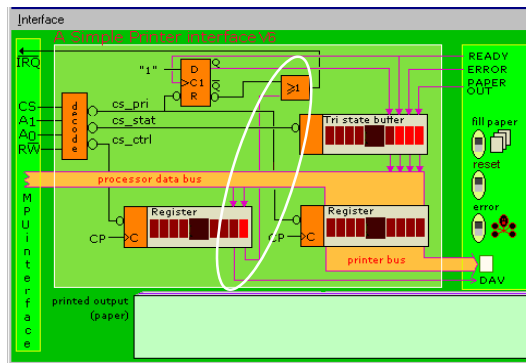 Interface
A Simple Printer interface V6
IRQ
CS
A1
A0
RW
decode
cs_pri
cs_stat
cs_ctrl
"1"
D
C1
R
Q
Q
≥1
READY
ERROR
PAPER
OUT
Tri state buffer
fill paper
reset
error
processor data bus
MPUinterface
Register
CP
C
Register
CP
C
printer bus
DAV
printed output
(paper)